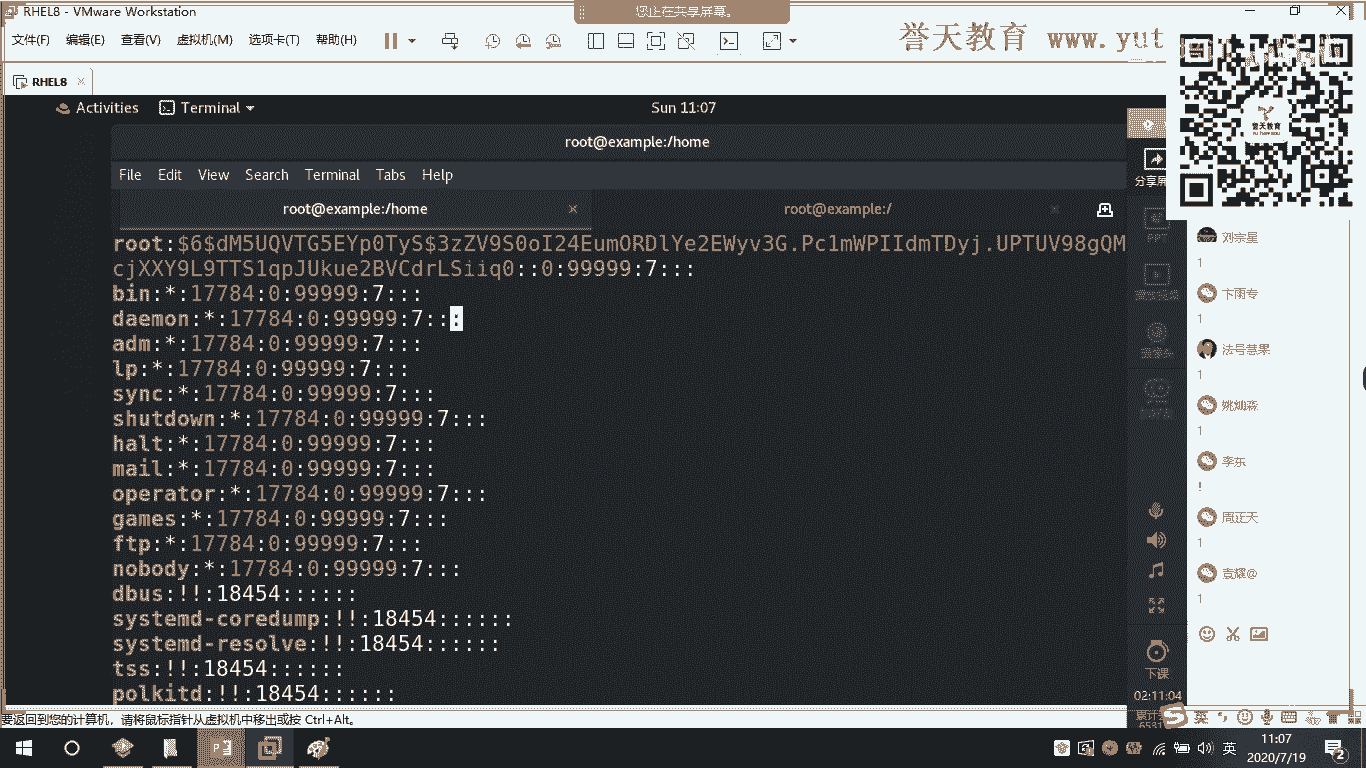 RHEL8 - VMware Workstation
您正在共享屏幕。
文件(F) 编辑(E) 查看(V) 虚拟机(M) 选项卡(T) 帮助(H)
誉天教育 www.yut
RHEL8
Activities Terminal Sun 11:07
誉天教育
root@example:/home
File Edit View Search Terminal Tabs Help
分享屏
root@example:/home root@example:/
PPT
root:$6$dM5UQVTG5EYp0TyS$3zZV9S0oI24EumORDlYe2EWyv3G.Pc1mWPIIdmTDyj.UPTUV98gQM
cjXXY9L9TTS1qpJUkue2BVCdrLSiiq0::0:99999:7:::
bin:*:17784:0:99999:7:::
daemon:*:17784:0:99999:7:::
adm:*:17784:0:99999:7:::
lp:*:17784:0:99999:7:::
sync:*:17784:0:99999:7:::
shutdown:*:17784:0:99999:7:::
halt:*:17784:0:99999:7:::
mail:*:17784:0:99999:7:::
operator:*:17784:0:99999:7:::
games:*:17784:0:99999:7:::
ftp:*:17784:0:99999:7:::
nobody:*:17784:0:99999:7:::
dbus:!!:18454::::::
systemd-coredump:!!:18454::::::
systemd-resolve:!!:18454::::::
tss:!!:18454::::::
polkitd:!!:18454::::::
刘宗星
1
卞雨专
1
法号慧果
1
姚灿淼
1
李东
!
周正天
1
袁耀@
1
下课
02:11:04
要返回到您的计算机，请将鼠标指针从虚拟机中移出或按 Ctrl+Alt。
英
英
11:07
2020/7/19
2